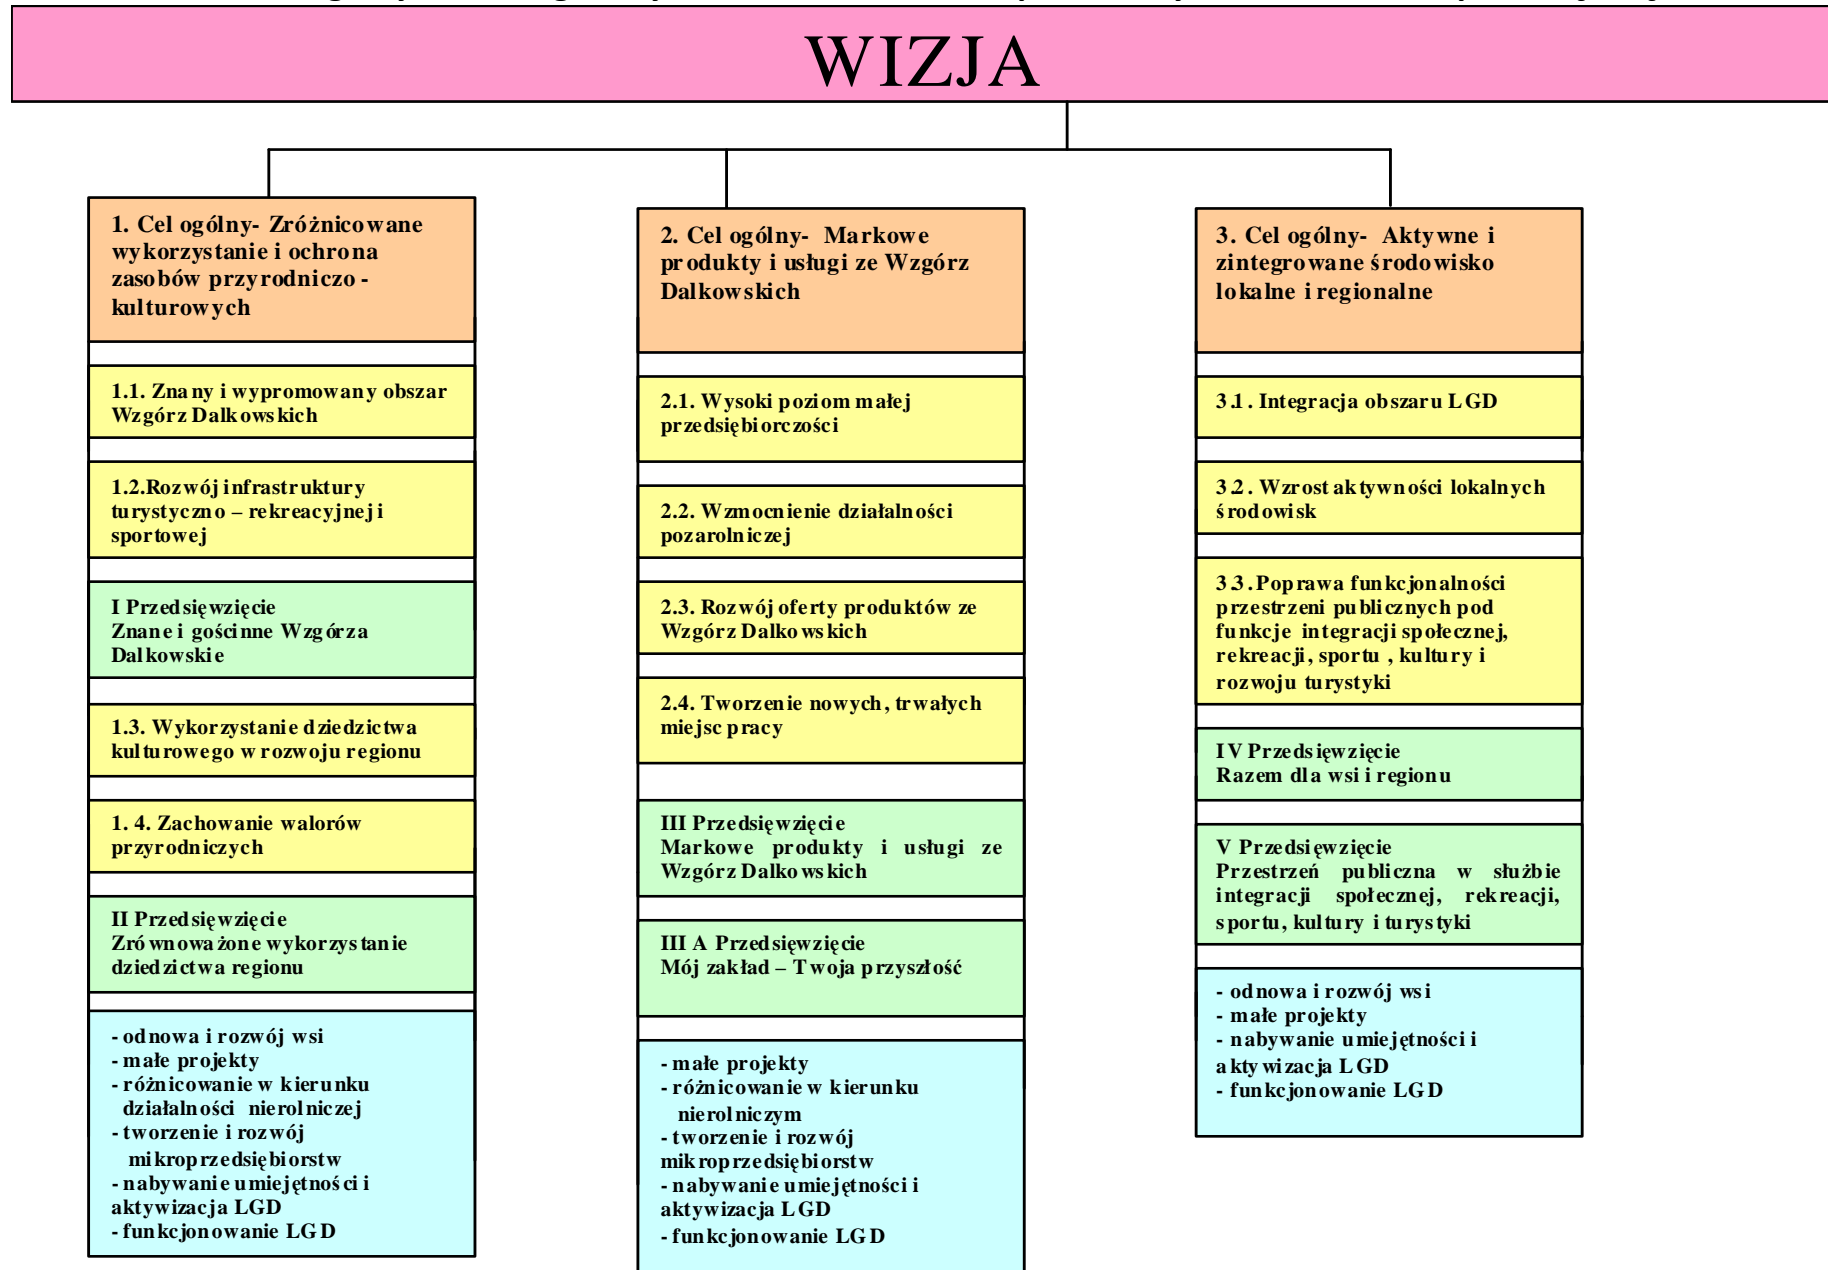 WIZJA
1. Cel ogólny- Zróżnicowane
wykorzystanie i ochrona
zasobów przyrodniczo -
kulturowych
1.1. Znany i wypromowany obszar
Wzgórz Dalkowskich
1.2.Rozwój infrastruktury
turystyczno – rekreacyjnej i
sportowej
I Przedsięwzięcie
Znane i gościnne Wzgórza
Dalkowskie
1.3. Wykorzystanie dziedzictwa
kulturowego w rozwoju regionu
1. 4. Zachowanie walorów
przyrodniczych
II Przedsięwzięcie
Zrównoważone wykorzystanie
dziedzictwa regionu
- odnowa i rozwój wsi
- małe projekty
- różnicowanie w kierunku
działalności nierolniczej
- tworzenie i rozwój
mikroprzedsiębiorstw
- nabywanie umiejętności i
aktywizacja LGD
- funkcjonowanie LGD
2. Cel ogólny- Markowe
produkty i usługi ze Wzgórz
Dalkowskich
2.1. Wysoki poziom małej
przedsiębiorczości
2.2. Wzmocnienie działalności
pozarolniczej
2.3. Rozwój oferty produktów ze
Wzgórz Dalkowskich
2.4. Tworzenie nowych, trwałych
miejsc pracy
III Przedsięwzięcie
Markowe produkty i usługi ze
Wzgórz Dalkowskich
III A Przedsięwzięcie
Mój zakład – Twoja przyszłość
- małe projekty
- różnicowanie w kierunku
nierolniczym
- tworzenie i rozwój
mikroprzedsiębiorstw
- nabywanie umiejętności i
aktywizacja LGD
- funkcjonowanie LGD
3. Cel ogólny- Aktywne i
zintegrowane środowisko
lokalne i regionalne
3.1. Integracja obszaru LGD
3.2. Wzrost aktywności lokalnych
środowisk
3.3. Poprawa funkcjonalności
przestrzeni publicznych pod
funkcje integracji społecznej,
rekreacji, sportu , kultury i
rozwoju turystyki
IV Przedsięwzięcie
Razem dla wsi i regionu
V Przedsięwzięcie
Przestrzeń publiczna w służbie
integracji społecznej, rekreacji,
sportu, kultury i turystyki
- odnowa i rozwój wsi
- małe projekty
- nabywanie umiejętności i
aktywizacja LGD
- funkcjonowanie LGD